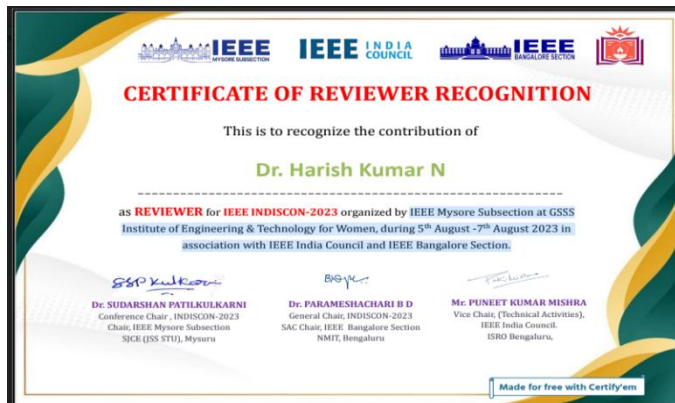 IEEE
MYSORE SUBSECTION
IEEE INDIA COUNCIL
IEEE
BANGALORE SECTION
CERTIFICATE OF REVIEWER RECOGNITION
This is to recognize the contribution of
Dr. Harish Kumar N
as REVIEWER for IEEE INDISCON-2023 organized by IEEE Mysore Subsection at GSSS
Institute of Engineering & Technology for Women, during 5th August -7th August 2023 in
association with IEEE India Council and IEEE Bangalore Section.
SSP Kulkarni
Dr. SUDARSHAN PATILKULKARNI
Conference Chair , INDISCON-2023
Chair, IEEE Mysore Subsection
SJCE (JSS STU), Mysuru
Dr. PARAMESHACHARI B D
General Chair, INDISCON-2023
SAC Chair, IEEE Bangalore Section
NMIT, Bengaluru
Mr. PUNEET KUMAR MISHRA
Vice Chair, (Technical Activities),
IEEE India Council.
ISRO Bengaluru,
Made for free with Certify'em